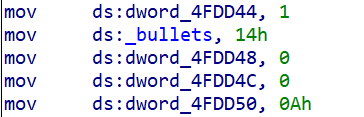 mov ds:dword_4FDD44, 1
mov ds:_bullets, 14h
mov ds:dword_4FDD48, 0
mov ds:dword_4FDD4C, 0
mov ds:dword_4FDD50, 0Ah